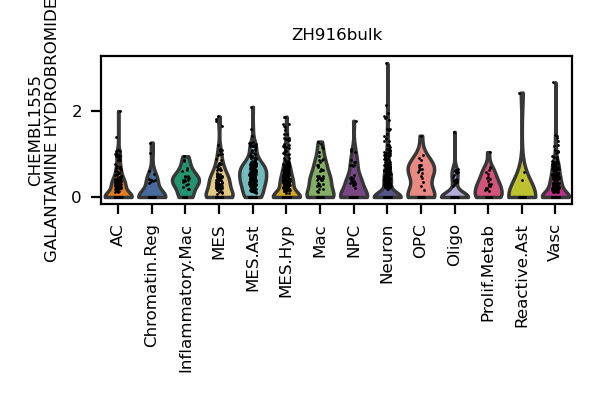 ZH916bulk
CHEMBL1555
GALANTAMINE HYDROBROMIDE
2
0
AC
Chromatin.Reg
Inflammatory.Mac
MES
MES.Ast
MES.Hyp
Mac
NPC
Neuron
OPC
Oligo
Prolif.Metab
Reactive.Ast
Vasc